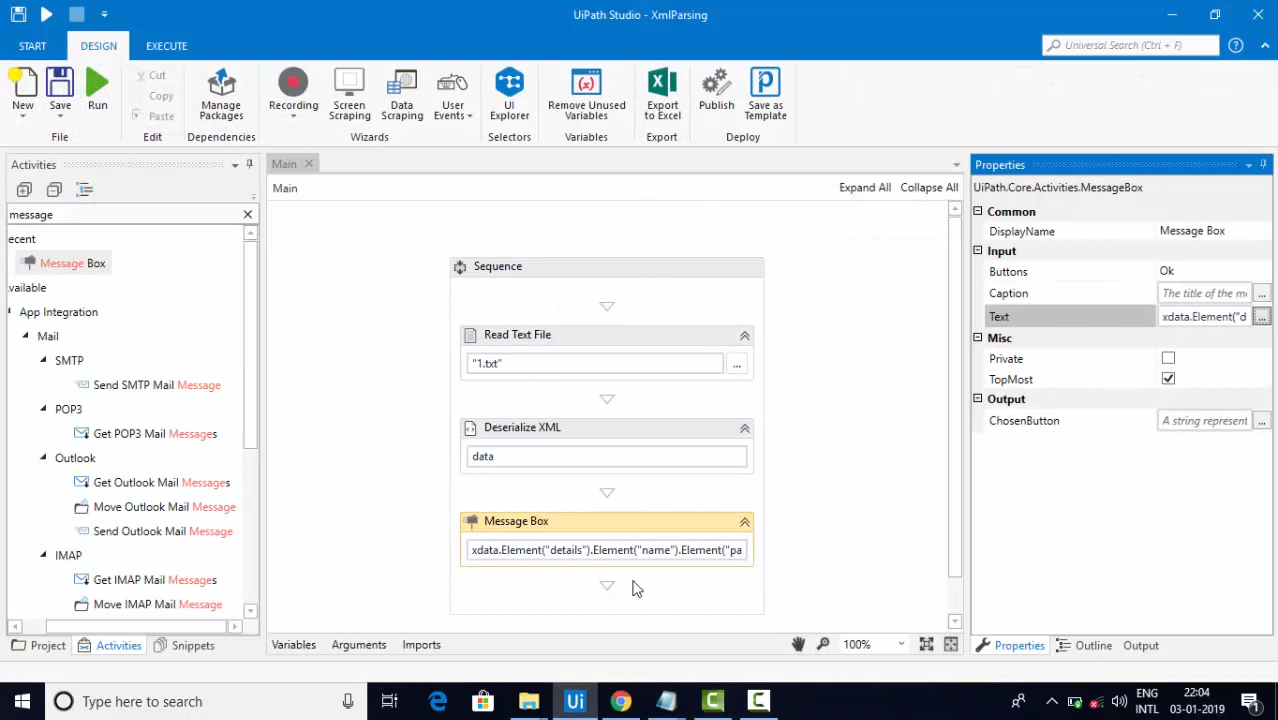 UiPath Studio - XmlParsing
START
DESIGN
EXECUTE
Universal Search (Ctrl + F)
New
Save
Run
Cut
Copy
Paste
Manage Packages
Recording
Screen Scraping
Data Scraping
User Events
UI Explorer
Remove Unused Variables
Export to Excel
Publish
Save as Template
File
Edit
Dependencies
Wizards
Selectors
Variables
Export
Deploy
Activities
message
ecent
Message Box
vailable
App Integration
Mail
SMTP
Send SMTP Mail Message
POP3
Get POP3 Mail Messages
Outlook
Get Outlook Mail Messages
Move Outlook Mail Message
Send Outlook Mail Message
IMAP
Get IMAP Mail Messages
Move IMAP Mail Message
Project
Activities
Snippets
Main
Main
Expand All
Collapse All
Sequence
Read Text File
"1.txt"
...
Deserialize XML
data
Message Box
xdata.Element("details").Element("name").Element("pa
Variables
Arguments
Imports
100%
Properties
UiPath.Core.Activities.MessageBox
Common
DisplayName
Message Box
Input
Buttons
Ok
Caption
The title of the m
...
Text
xdata.Element("d
...
Misc
Private
TopMost
Output
ChosenButton
A string represent
...
Properties
Outline
Output
Type here to search
Ui
ENG
INTL
22:04
03-01-2019
1